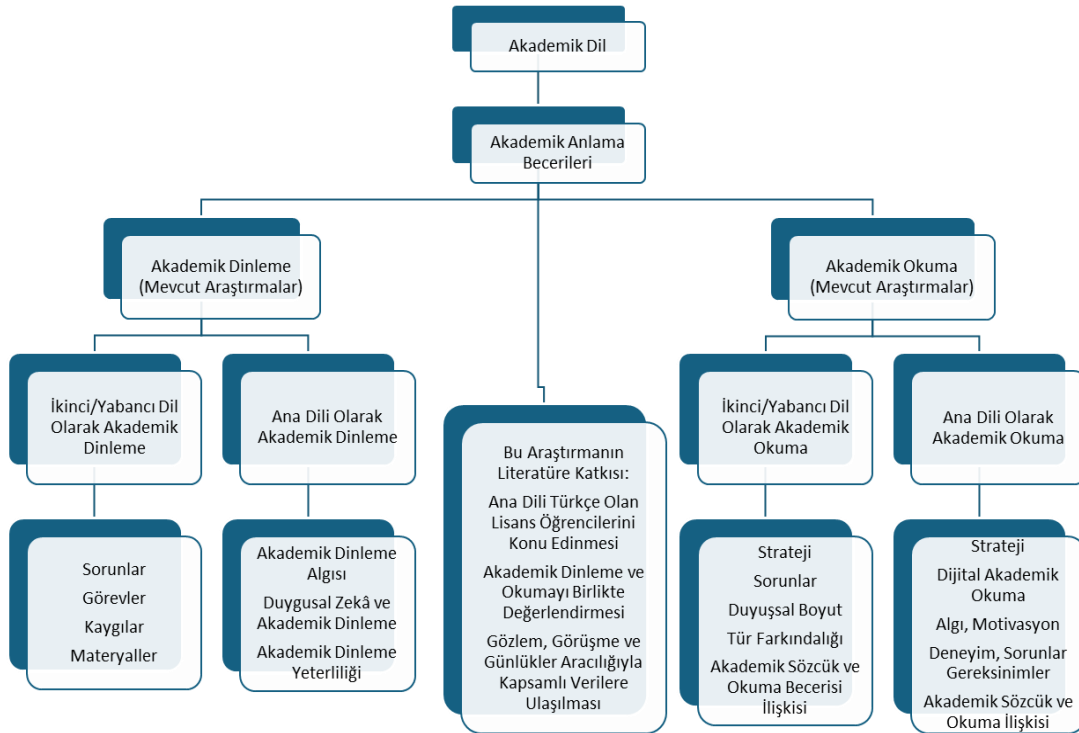 Akademik Dil
Akademik Anlama
Becerileri
Akademik Dinleme
(Mevcut Araştırmalar)
Akademik Okuma
(Mevcut Araştırmalar)
İkinci/Yabancı Dil
Olarak Akademik
Dinleme
Ana Dili Olarak
Akademik Dinleme
İkinci/Yabancı Dil
Olarak Akademik
Okuma
Ana Dili Olarak
Akademik Okuma
Sorunlar
Görevler
Kaygılar
Materyaller
Akademik Dinleme
Algısı
Duygusal Zekâ ve
Akademik Dinleme
Akademik Dinleme
Yeterliliği
Bu Araştırmanın
Literatüre Katkısı:
Ana Dili Türkçe Olan
Lisans Öğrencilerini
Konu Edinmesi
Akademik Dinleme ve
Okumayı Birlikte
Değerlendirmesi
Gözlem, Görüşme ve
Günlükler Aracılığıyla
Kapsamlı Verilere
Ulaşılması
Strateji
Sorunlar
Duyuşsal Boyut
Tür Farkındalığı
Akademik Sözcük ve
Okuma Becerisi
İlişkisi
Strateji
Dijital Akademik
Okuma
Algı, Motivasyon
Deneyim, Sorunlar
Gereksinimler
Akademik Sözcük ve
Okuma İlişkisi